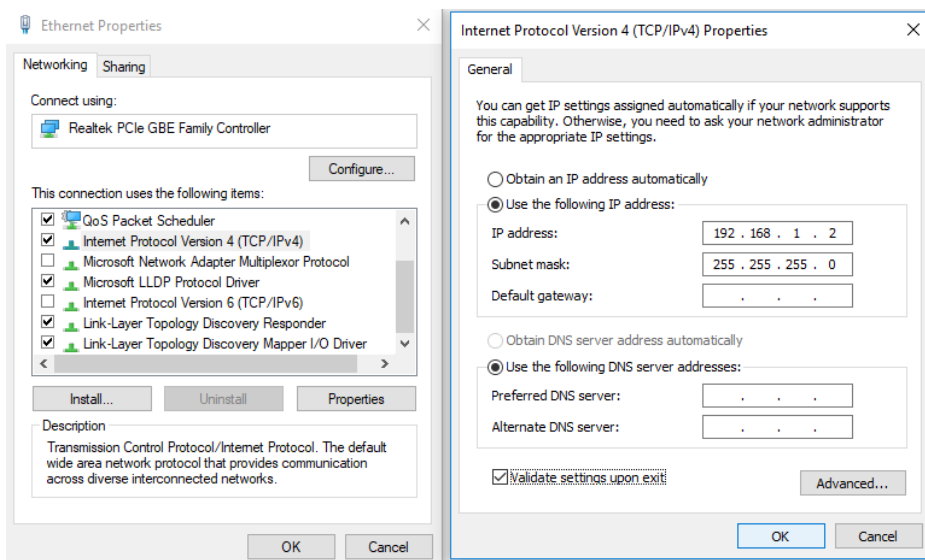 Ethernet Properties
Networking
Sharing
Connect using:
Realtek PCIe GBE Family Controller
Configure...
This connection uses the following items:
QoS Packet Scheduler
Internet Protocol Version 4 (TCP/IPv4)
Microsoft Network Adapter Multiplexor Protocol
Microsoft LLDP Protocol Driver
Internet Protocol Version 6 (TCP/IPv6)
Link-Layer Topology Discovery Responder
Link-Layer Topology Discovery Mapper I/O Driver
Install...
Uninstall
Properties
Description
Transmission Control Protocol/Internet Protocol. The default
wide area network protocol that provides communication
across diverse interconnected networks.
OK
Cancel
Internet Protocol Version 4 (TCP/IPv4) Properties
General
You can get IP settings assigned automatically if your network supports
this capability. Otherwise, you need to ask your network administrator
for the appropriate IP settings.
Obtain an IP address automatically
Use the following IP address:
IP address: 192 . 168 . 1 . 2
Subnet mask: 255 . 255 . 255 . 0
Default gateway: . . .
Obtain DNS server address automatically
Use the following DNS server addresses:
Preferred DNS server: . . .
Alternate DNS server: . . .
Validate settings upon exit
Advanced...
OK
Cancel